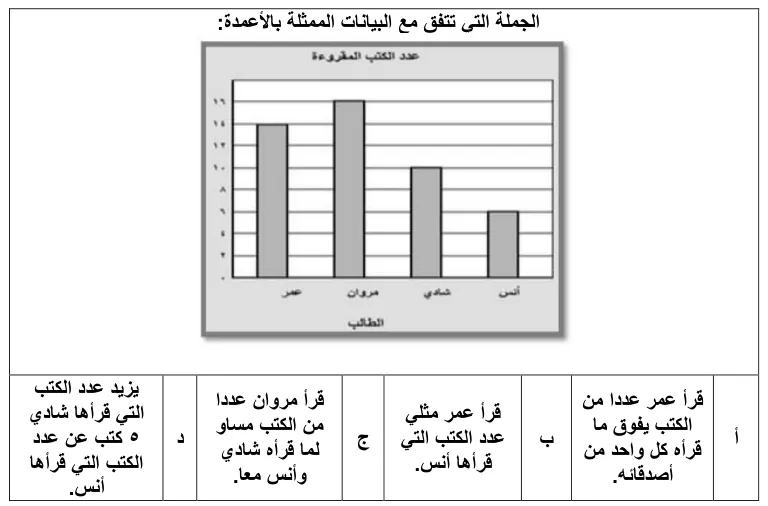 الجملة التى تتفق مع البيانات الممثلة بالأعمدة:
عدد الكتب المقروءة
١٦
١٤
١٢
١٠
٨
٦
٤
٢
٠
عمر مروان شادي أنس
الطالب
أ
قرأ عمر عددا من
الكتب يفوق ما
قرأه كل واحد من
أصدقائه.
ب
قرأ عمر مثلي
عدد الكتب التي
قرأها أنس.
ج
قرأ مروان عددا
من الكتب مساو
لما قرأه شادي
وأنس معا.
د
يزيد عدد الكتب
التي قرأها شادي
٥ كتب عن عدد
الكتب التي قرأها
أنس.